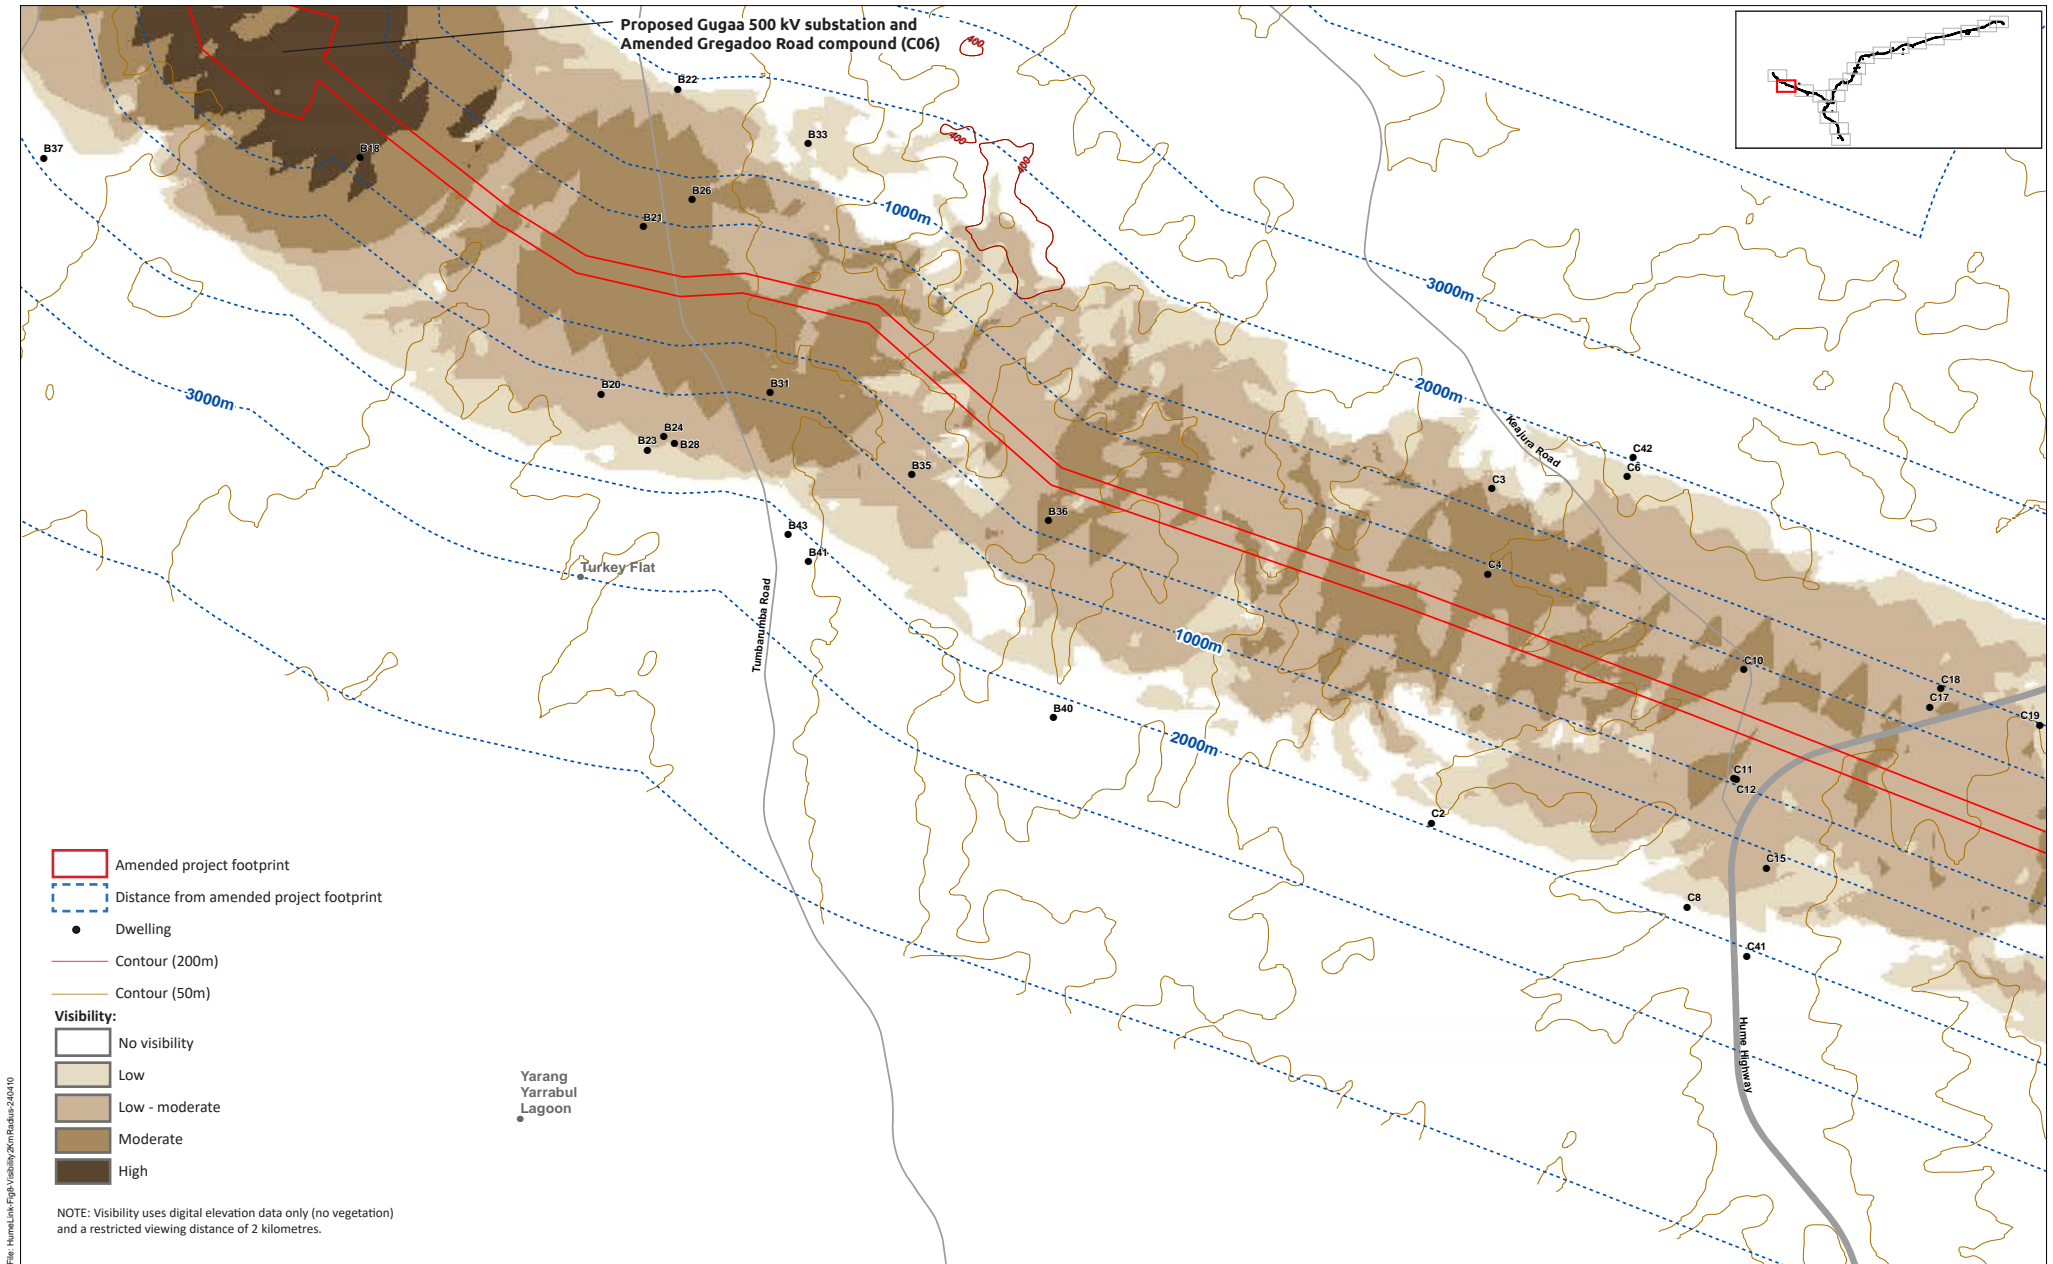 Proposed Gugaa 500 kV substation and
Amended Gregadoo Road compound (C06)
400
B22
B33
400
400
B37
B18
B26
B21
1000m
3000m
2000m
3000m
B20
B31
B24
B23
B28
B35
Keajura Road
C42
C6
C3
B36
B43
B41
Turkey Flat
C4
Tumbarumba Road
1000m
C10
C18
C17
C19
B40
2000m
C11
C12
C2
C15
C8
C41
Hume Highway
Amended project footprint
Distance from amended project footprint
Dwelling
Contour (200m)
Contour (50m)
Visibility:
No visibility
Low
Low - moderate
Moderate
High
Yarang
Yarrabul
Lagoon
NOTE: Visibility uses digital elevation data only (no vegetation)
and a restricted viewing distance of 2 kilometres.
File: HumeLink-Fig8-Visibility2KmRadius-240410